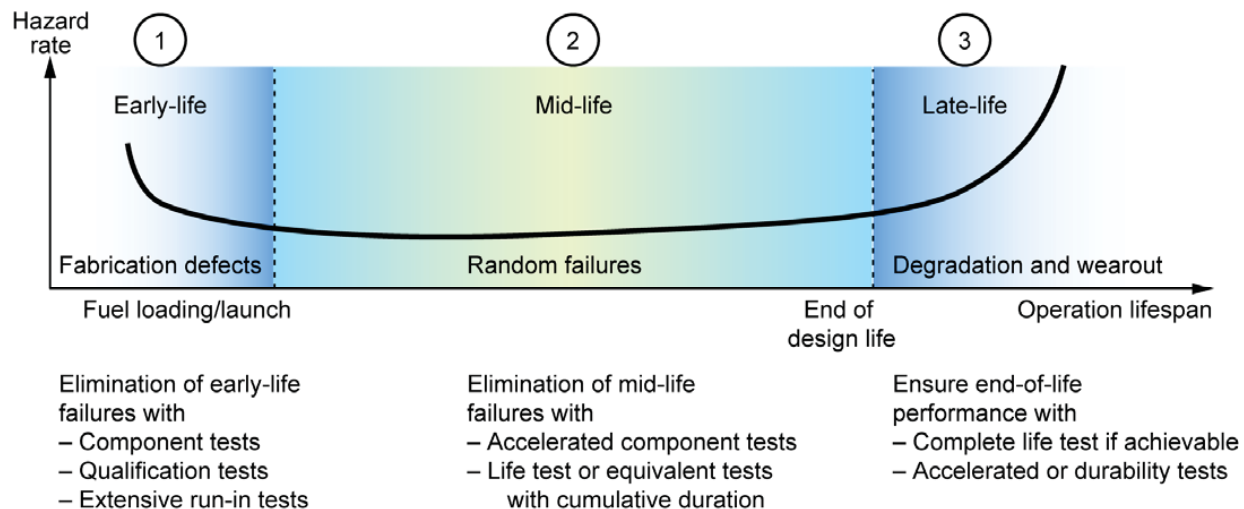 Hazard
rate
1
2
3
Early-life
Mid-life
Late-life
Fabrication defects
Random failures
Degradation and wearout
Fuel loading/launch
End of
design life
Operation lifespan
Elimination of early-life
failures with
– Component tests
– Qualification tests
– Extensive run-in tests
Elimination of mid-life
failures with
– Accelerated component tests
– Life test or equivalent tests
with cumulative duration
Ensure end-of-life
performance with
– Complete life test if achievable
– Accelerated or durability tests